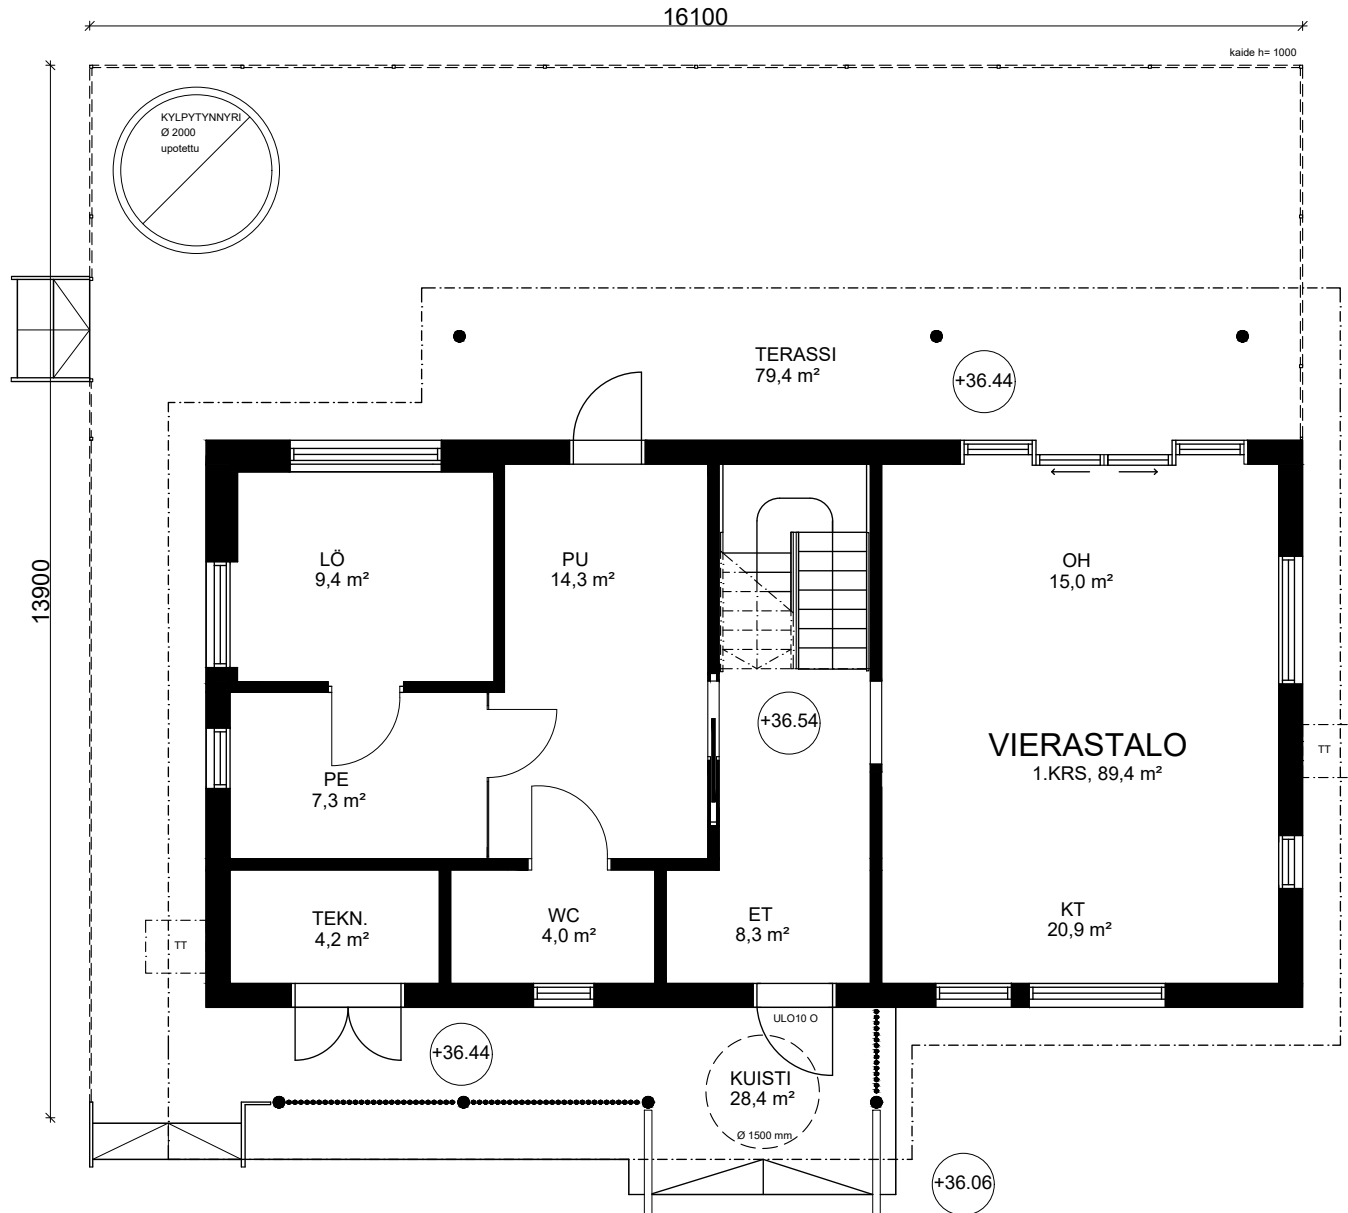 16100
kaide h= 1000
KYLPYTYNNYRI
Ø 2000
upotettu
TERASSI
79,4 m²
+36.44
13900
LÖ
9,4 m²
PU
14,3 m²
OH
15,0 m²
+36.54
VIERASTALO
1.KRS, 89,4 m²
TT
PE
7,3 m²
TEKN.
4,2 m²
WC
4,0 m²
ET
8,3 m²
KT
20,9 m²
TT
ULO10 O
+36.44
KUISTI
28,4 m²
Ø 1500 mm
+36.06